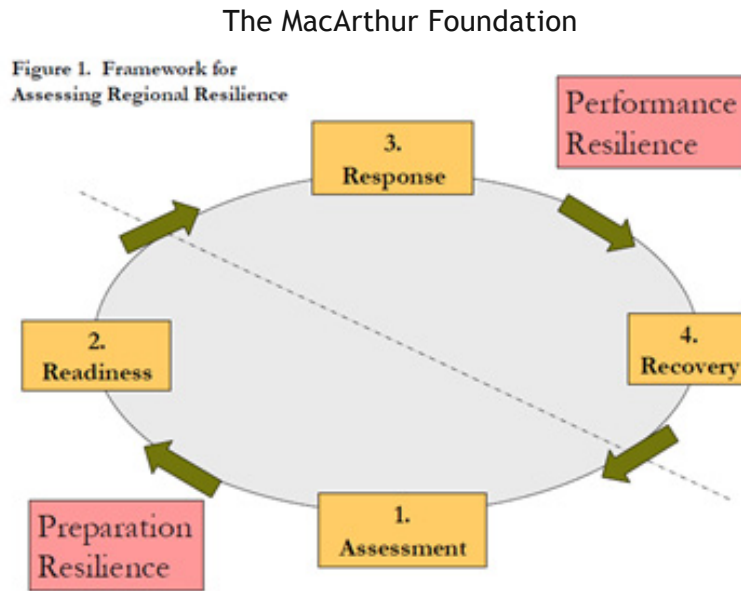 The MacArthur Foundation
Figure 1. Framework for
Assessing Regional Resilience
Performance
Resilience
3.
Response
2.
Readiness
4.
Recovery
Preparation
Resilience
1.
Assessment